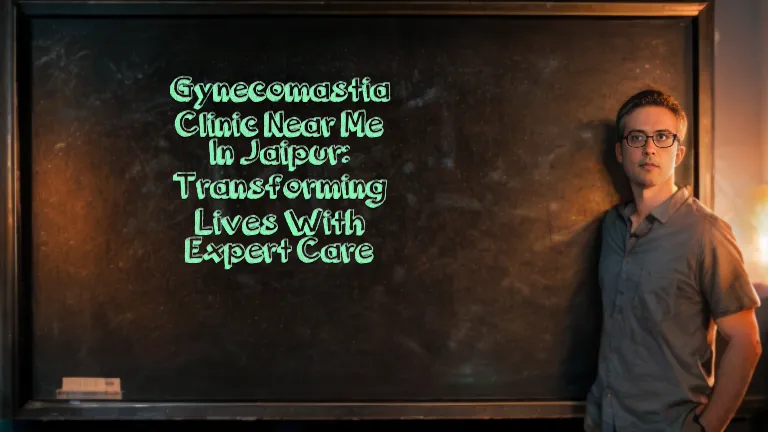 Gynecomastia
Clinic Near Me
In Jaipur:
Transforming
Lives With
Expert Care